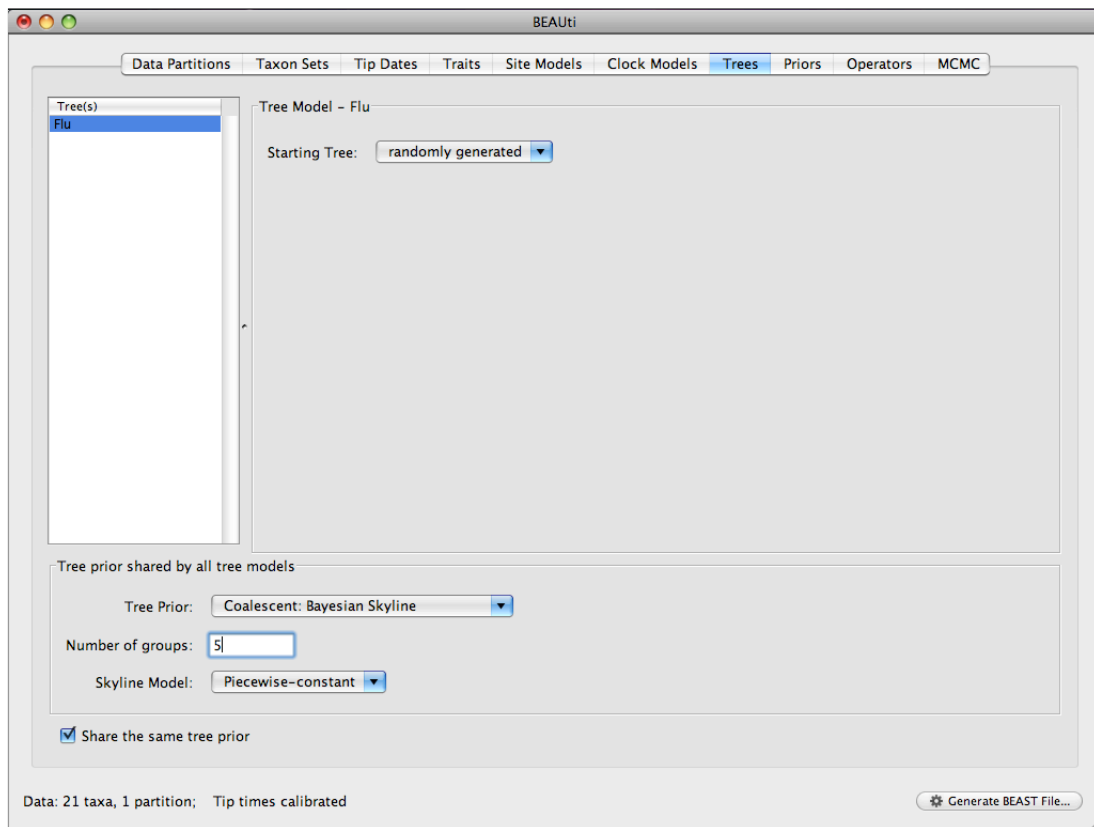 BEAUti
Data Partitions Taxon Sets Tip Dates Traits Site Models Clock Models Trees Priors Operators MCMC
Tree(s)
Flu
Tree Model – Flu
Starting Tree: randomly generated
Tree prior shared by all tree models
Tree Prior: Coalescent: Bayesian Skyline
Number of groups: 5
Skyline Model: Piecewise-constant
Share the same tree prior
Data: 21 taxa, 1 partition; Tip times calibrated
Generate BEAST File...